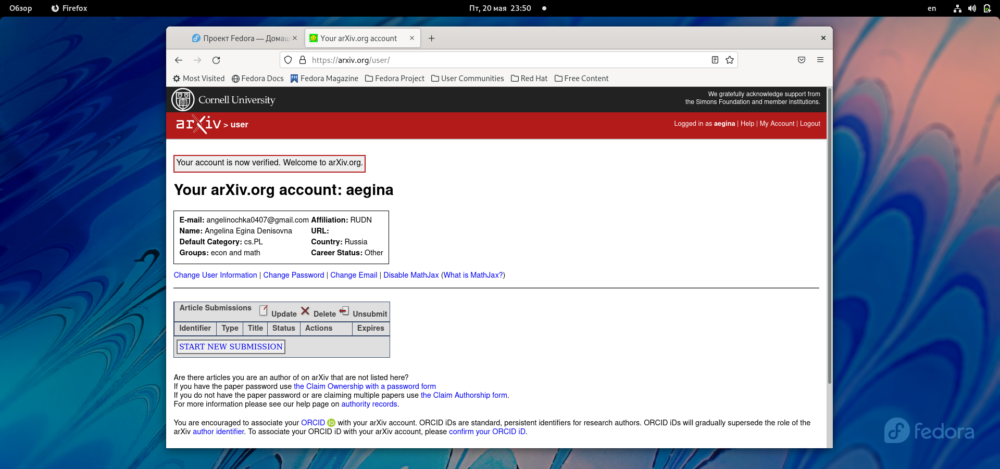 Обзор Firefox Пт, 20 мая 23:50 en
Проект Fedora — Домаш Your arXiv.org account
https://arxiv.org/user/
Most Visited Fedora Docs Fedora Magazine Fedora Project User Communities Red Hat Free Content
Cornell University
We gratefully acknowledge support from
the Simons Foundation and member institutions.
arXiv > user
Logged in as aegina | Help | My Account | Logout
Your account is now verified. Welcome to arXiv.org.
Your arXiv.org account: aegina
E-mail: angelinochka0407@gmail.com Affiliation: RUDN
Name: Angelina Egina Denisovna URL:
Default Category: cs.PL Country: Russia
Groups: econ and math Career Status: Other
Change User Information | Change Password | Change Email | Disable MathJax (What is MathJax?)
Article Submissions Update Delete Unsubmit
Identifier Type Title Status Actions Expires
START NEW SUBMISSION
Are there articles you are an author of on arXiv that are not listed here?
If you have the paper password use the Claim Ownership with a password form
If you do not have the paper password or are claiming multiple papers use the Claim Authorship form.
For more information please see our help page on authority records.
You are encouraged to associate your ORCID iD with your arXiv account. ORCID iDs are standard, persistent identifiers for research authors. ORCID iDs will gradually supersede the role of the
arXiv author identifier. To associate your ORCID iD with your arXiv account, please confirm your ORCID iD.
fedora